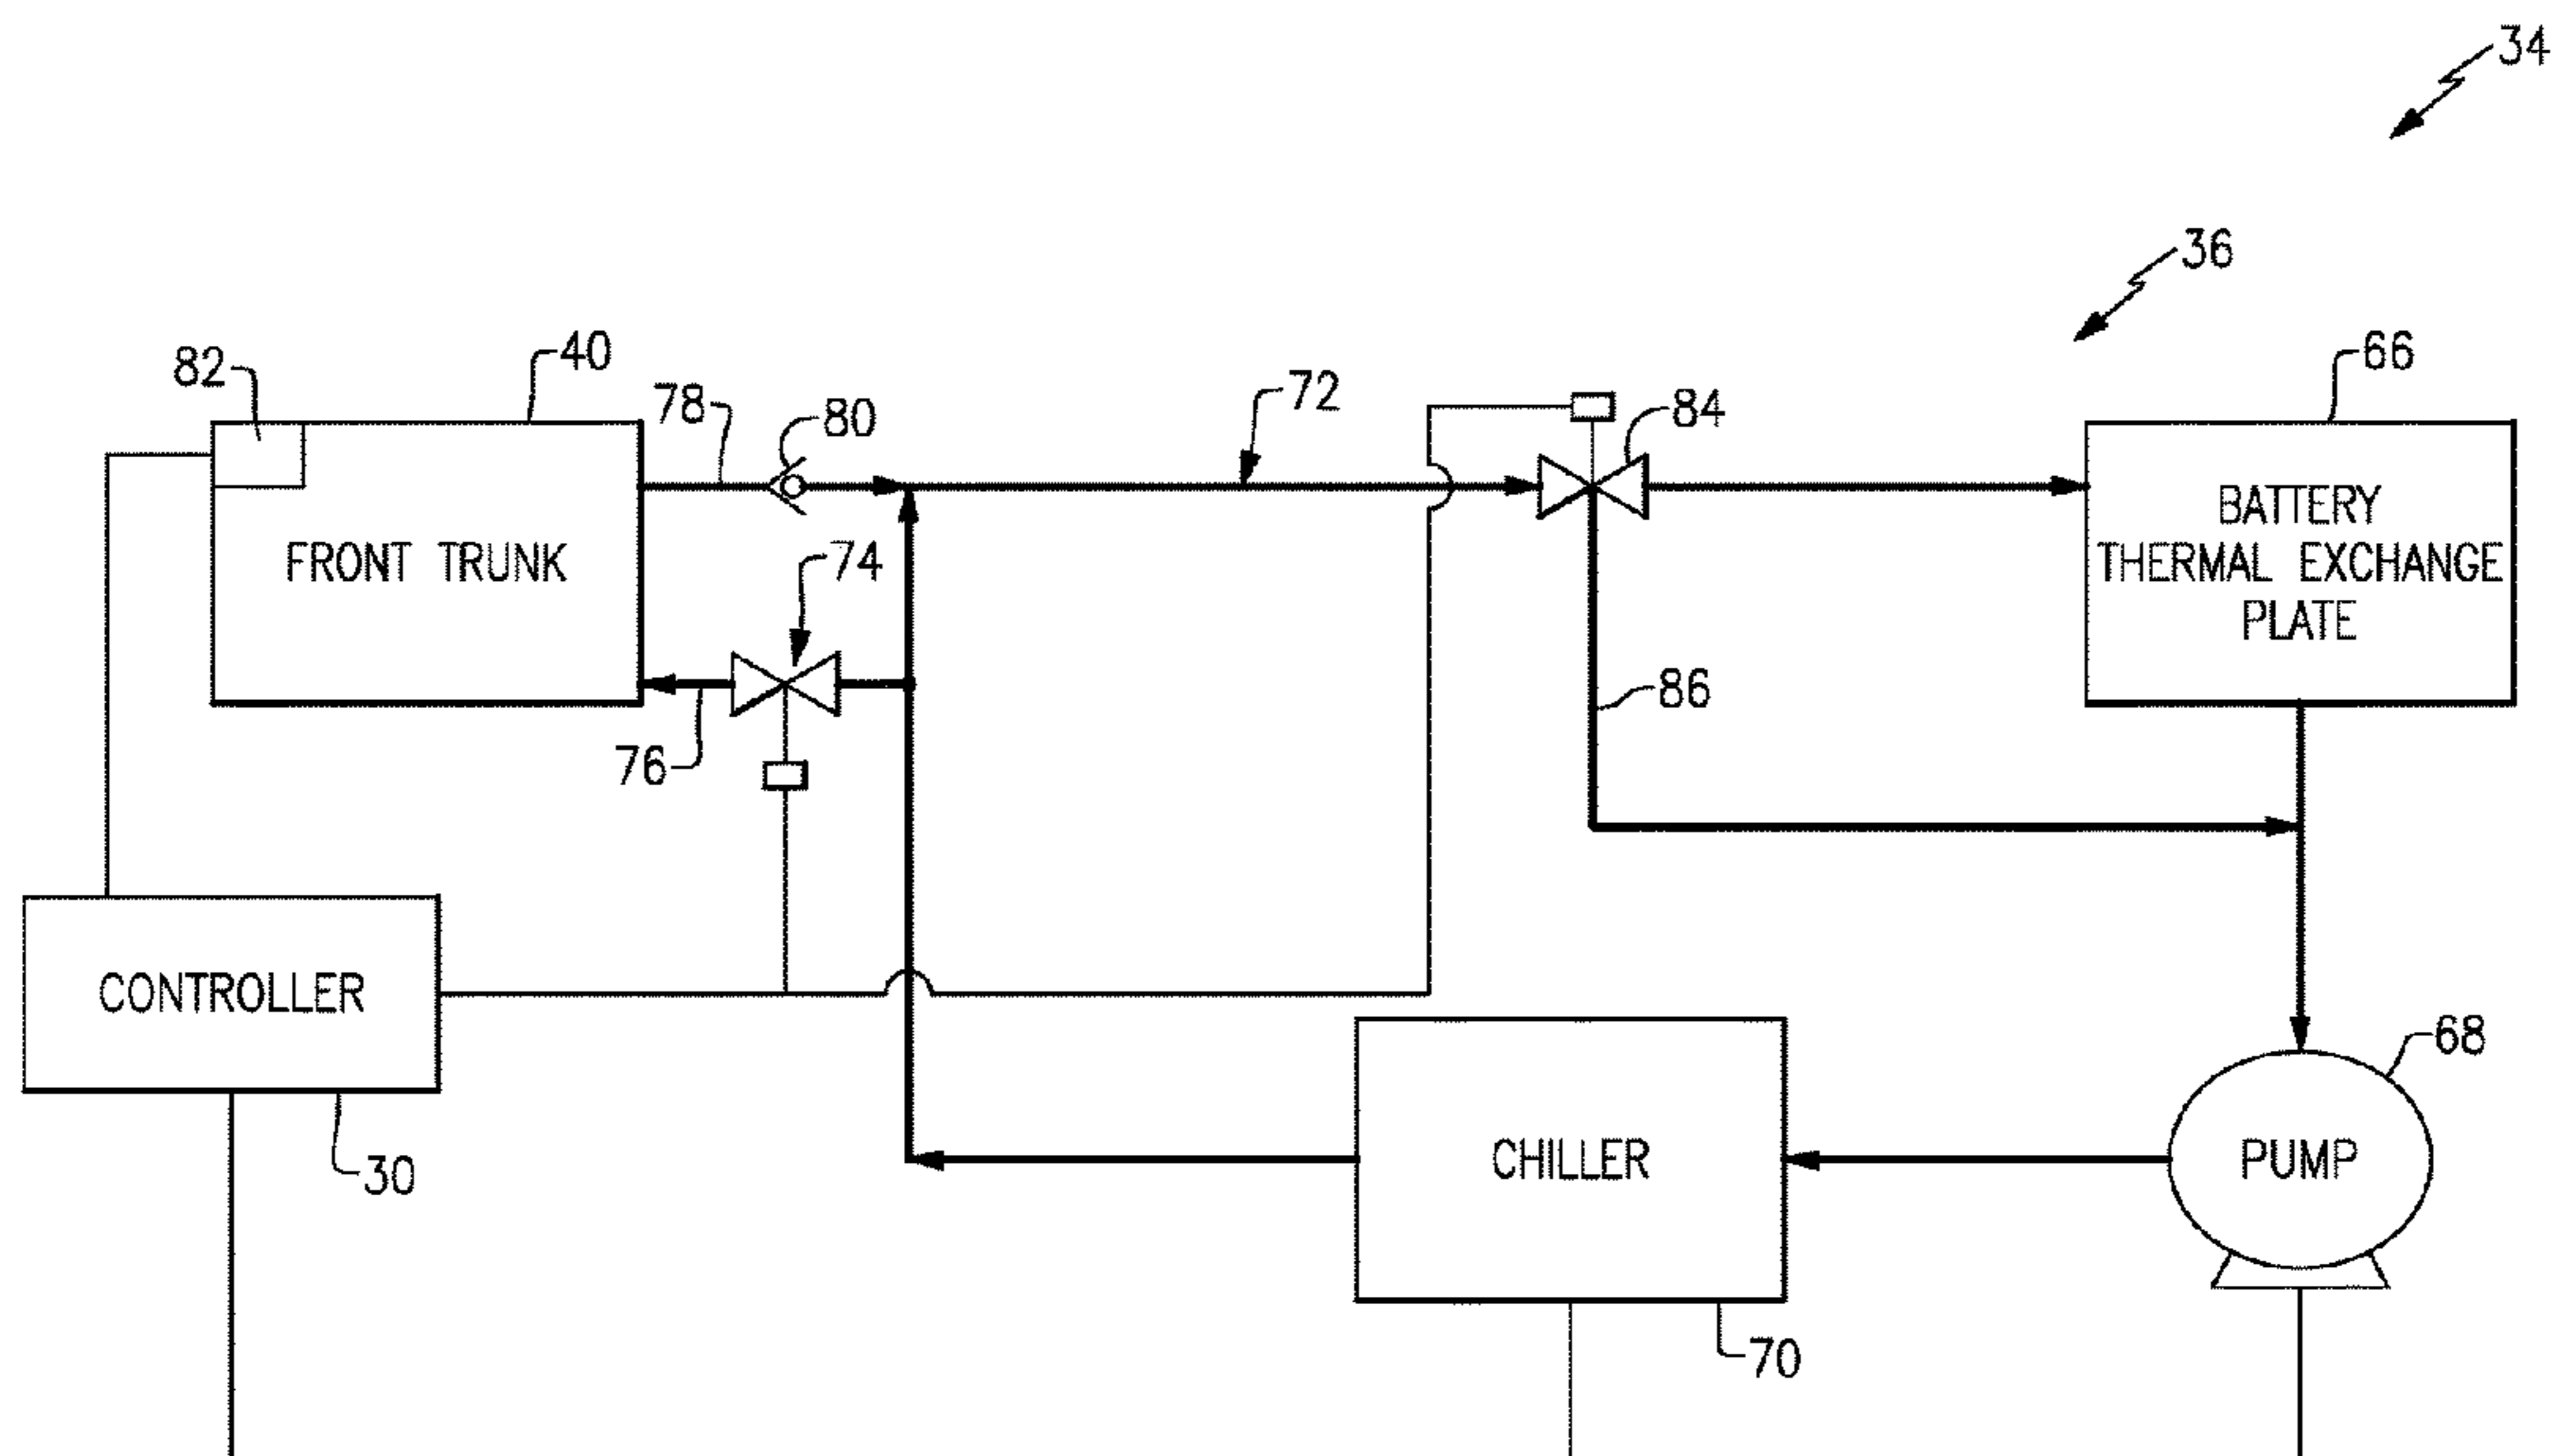 34
36
82
40
78
80
72
84
66
FRONT TRUNK
74
BATTERY
THERMAL EXCHANGE
PLATE
76
86
CONTROLLER
30
CHILLER
70
PUMP
68